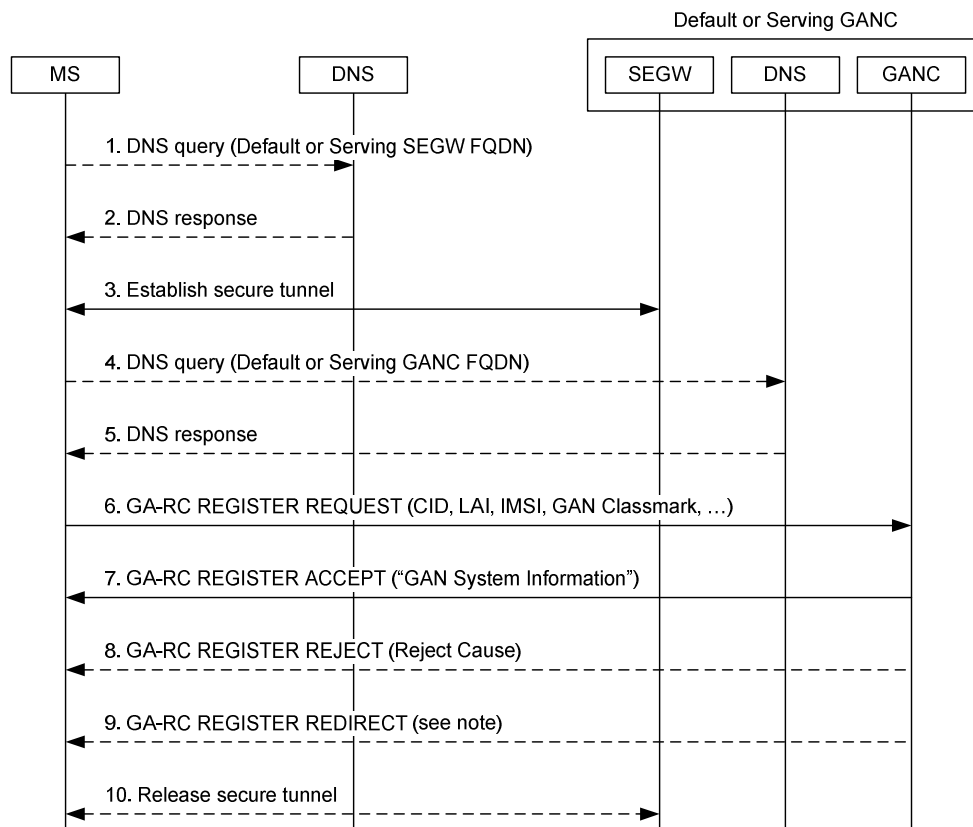 Default or Serving GANC
MS
DNS
SEGW
DNS
GANC
1. DNS query (Default or Serving SEGW FQDN)
2. DNS response
3. Establish secure tunnel
4. DNS query (Default or Serving GANC FQDN)
5. DNS response
6. GA-RC REGISTER REQUEST (CID, LAI, IMSI, GAN Classmark, …)
7. GA-RC REGISTER ACCEPT (“GAN System Information”)
8. GA-RC REGISTER REJECT (Reject Cause)
9. GA-RC REGISTER REDIRECT (see note)
10. Release secure tunnel